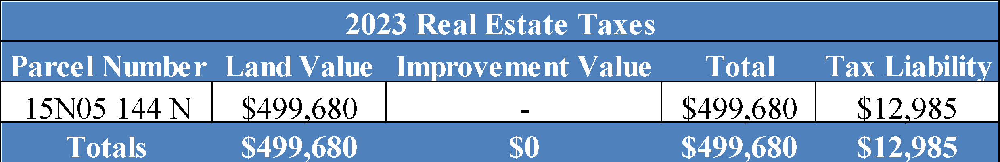 2023 Real Estate Taxes
Parcel Number Land Value Improvement Value Total Tax Liability
15N05 144 N $499,680 - $499,680 $12,985
Totals $499,680 $0 $499,680 $12,985